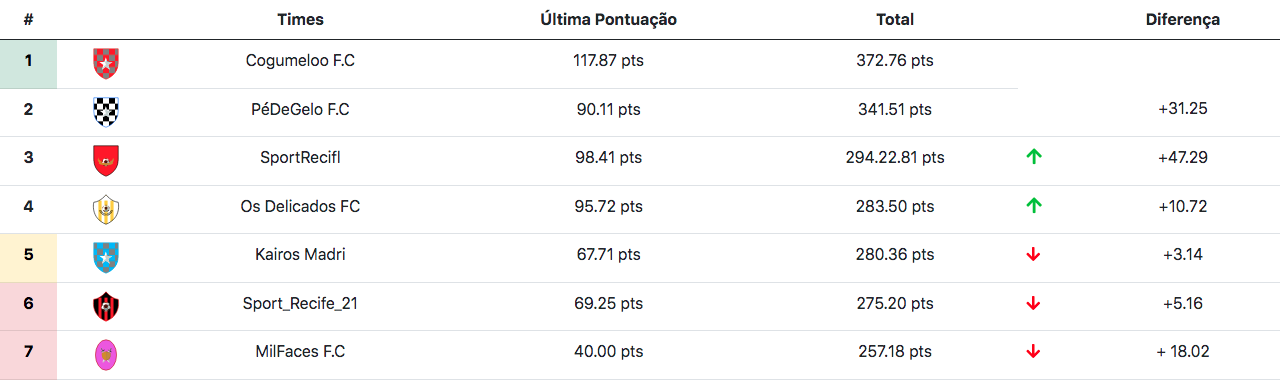 # Times Última Pontuação Total Diferença
1 Cogumeloo F.C 117.87 pts 372.76 pts
2 PéDeGelo F.C 90.11 pts 341.51 pts +31.25
3 SportRecifl 98.41 pts 294.22.81 pts +47.29
4 Os Delicados FC 95.72 pts 283.50 pts +10.72
5 Kairos Madri 67.71 pts 280.36 pts +3.14
6 Sport_Recife_21 69.25 pts 275.20 pts +5.16
7 MilFaces F.C 40.00 pts 257.18 pts + 18.02